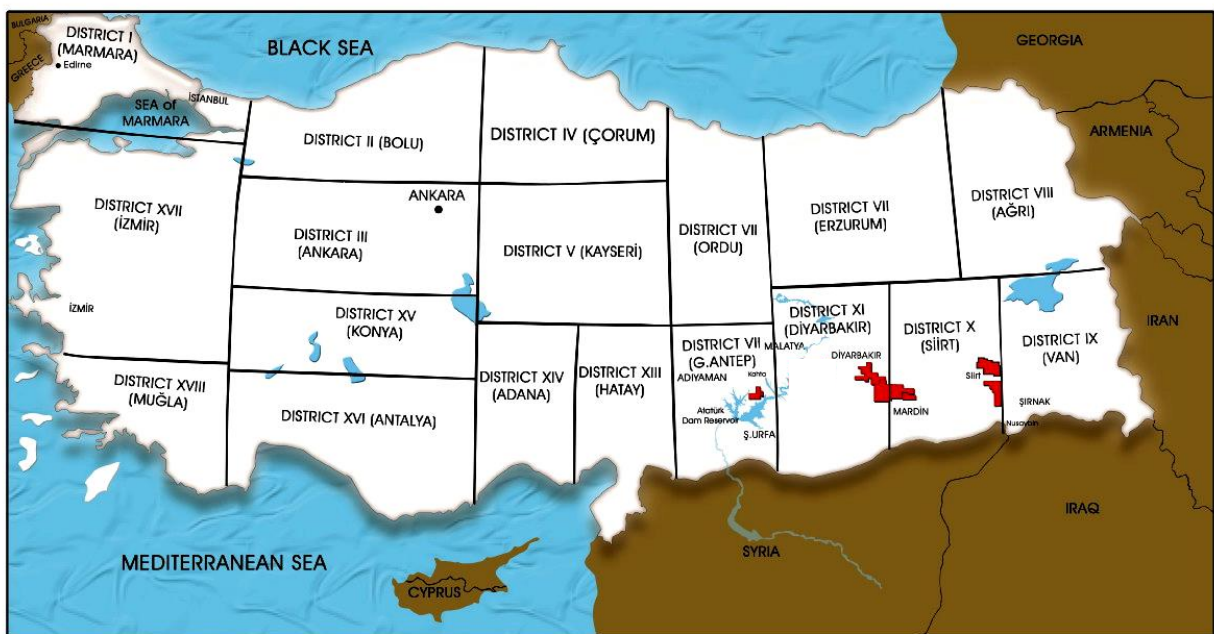 BULGARIA
DISTRICT I
(MARMARA)
Edirne
GREECE
İSTANBUL
SEA of
MARMARA
BLACK SEA
GEORGIA
ARMENIA
DISTRICT II (BOLU)
DISTRICT IV (ÇORUM)
ANKARA
DISTRICT XVII
(İZMİR)
DISTRICT III
(ANKARA)
DISTRICT V (KAYSERİ)
DISTRICT VII
(ORDU)
DISTRICT VII
(ERZURUM)
DISTRICT VIII
(AĞRI)
İZMİR
DISTRICT XV
(KONYA)
DISTRICT XI
(DİYARBAKIR)
DISTRICT X
(SİİRT)
DISTRICT IX
(VAN)
IRAN
DISTRICT XVIII
(MUĞLA)
DISTRICT XVI (ANTALYA)
DISTRICT XIV
(ADANA)
DISTRICT XIII
(HATAY)
DISTRICT VII
(G.ANTEP)
MALATYA
DİYARBAKIR
ADIYAMAN
Kahta
Siirt
Atatürk
Dam Reservoir
Ş.URFA
MARDİN
ŞIRNAK
Nusaybin
MEDITERRANEAN SEA
CYPRUS
SYRIA
IRAQ